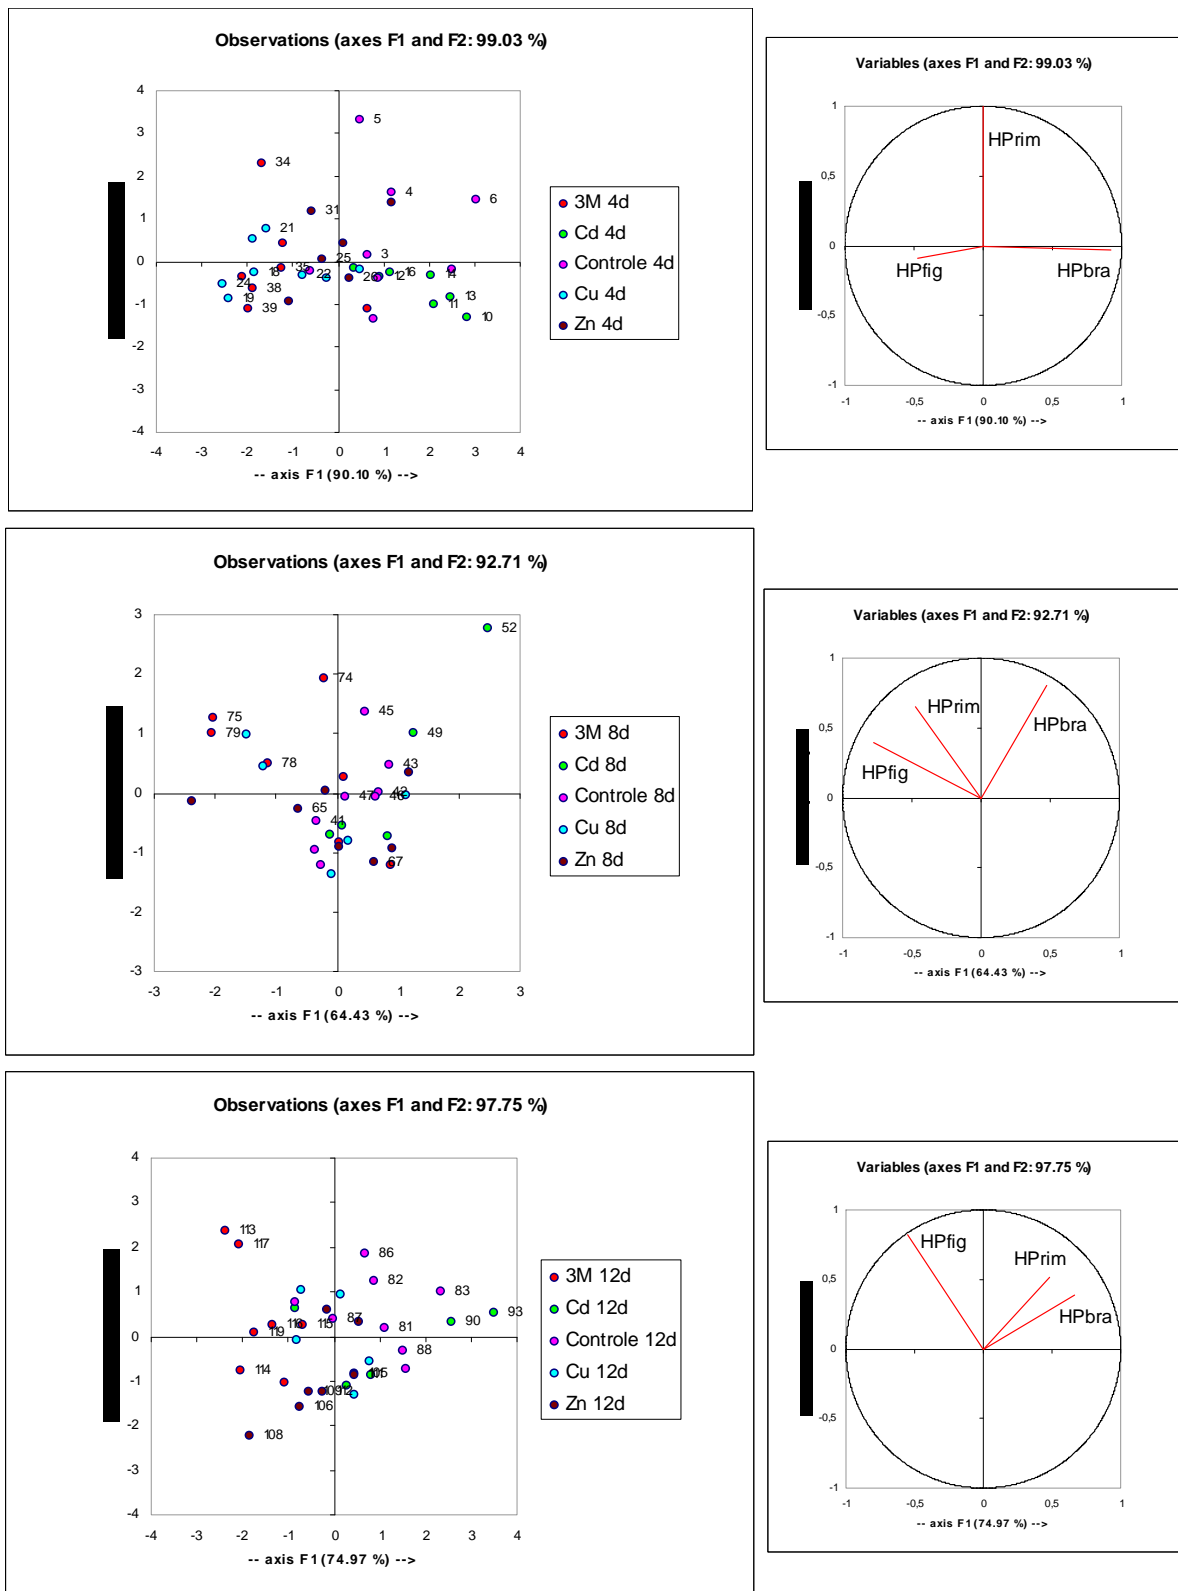 Observations (axes F1 and F2: 99.03 %)
4
3
2
1
0
-1
-2
-3
-4
-4 -3 -2 -1 0 1 2 3 4
-- axis F1 (90.10 %) -->
5
34
4
6
31
21
3
35
25
18
22
26
12
16
14
24
38
19
39
11
13
10
3M 4d
Cd 4d
Controle 4d
Cu 4d
Zn 4d
Variables (axes F1 and F2: 99.03 %)
1
0,5
0
-0,5
-1
-1 -0,5 0 0,5 1
-- axis F1 (90.10 %) -->
HPrim
HPfig
HPbra
Observations (axes F1 and F2: 92.71 %)
3
2
1
0
-1
-2
-3
-3 -2 -1 0 1 2 3
-- axis F1 (64.43 %) -->
52
74
75
45
79
49
78
43
47
42
46
65
41
67
3M 8d
Cd 8d
Controle 8d
Cu 8d
Zn 8d
Variables (axes F1 and F2: 92.71 %)
1
0,5
0
-0,5
-1
-1 -0,5 0 0,5 1
-- axis F1 (64.43 %) -->
HPrim
HPbra
HPfig
Observations (axes F1 and F2: 97.75 %)
4
3
2
1
0
-1
-2
-3
-4
-4 -3 -2 -1 0 1 2 3 4
-- axis F1 (74.97 %) -->
113
117
86
82
83
93
90
87
115
119
81
88
114
105
109
112
106
108
3M 12d
Cd 12d
Controle 12d
Cu 12d
Zn 12d
Variables (axes F1 and F2: 97.75 %)
1
0,5
0
-0,5
-1
-1 -0,5 0 0,5 1
-- axis F1 (74.97 %) -->
HPfig
HPrim
HPbra